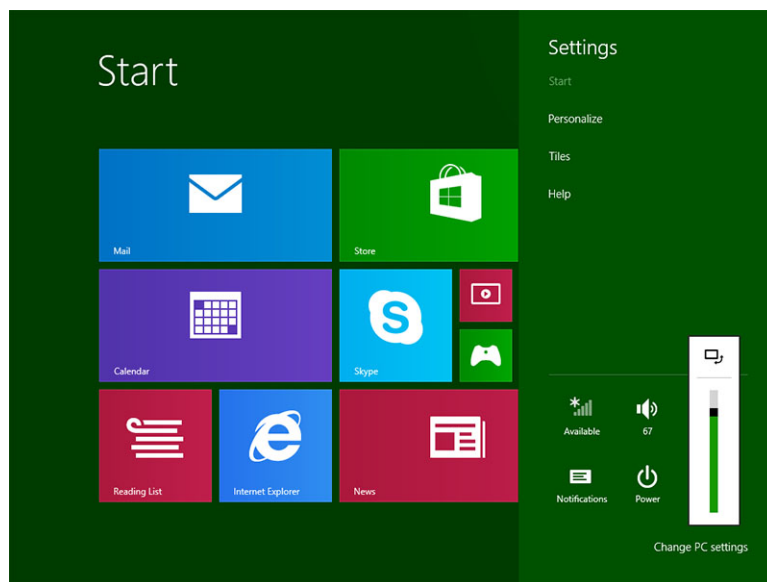 Start
Settings
Start
Personalize
Tiles
Help
Mail
Store
Calendar
Skype
Reading List
Internet Explorer
News
Available
67
Notifications
Power
Change PC settings